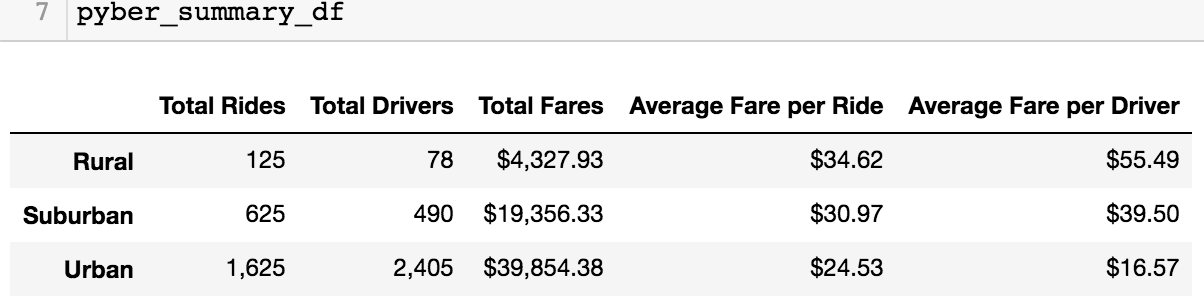 7 pyber_summary_df
Total Rides Total Drivers Total Fares Average Fare per Ride Average Fare per Driver
Rural 125 78 $4,327.93 $34.62 $55.49
Suburban 625 490 $19,356.33 $30.97 $39.50
Urban 1,625 2,405 $39,854.38 $24.53 $16.57